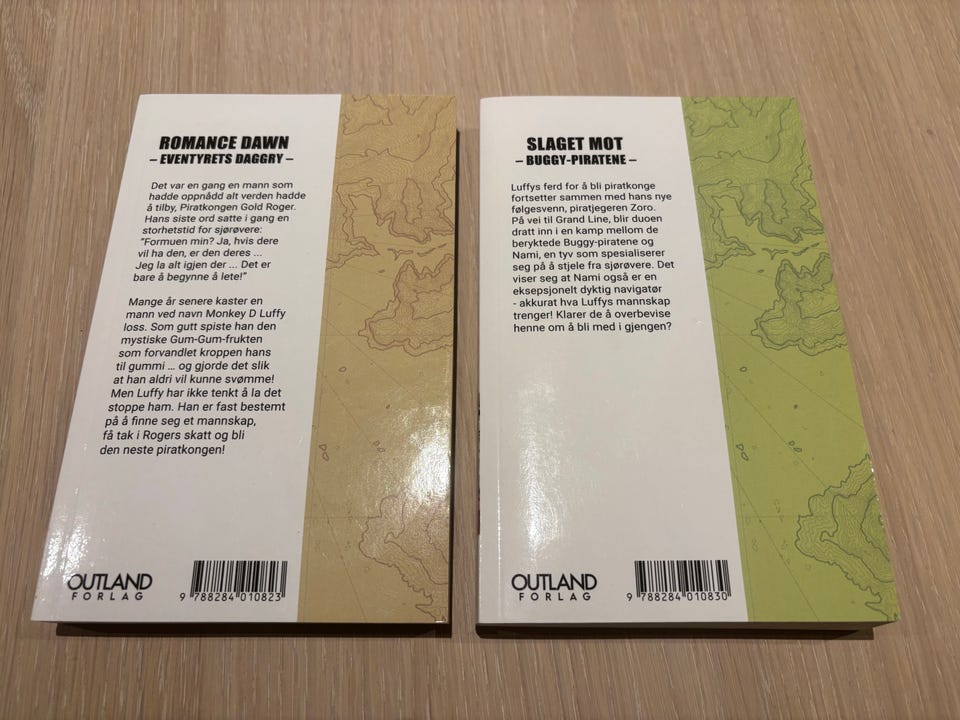 ROMANCE DAWN
– EVENTYRETS DAGGRY –
Det var en gang en mann som
hadde oppnådd alt verden hadde
å tilby, Piratkongen Gold Roger.
Hans siste ord satte i gang en
storhetstid for sjørøvere:
"Formuen min? Ja, hvis dere
vil ha den, er den deres ...
Jeg la alt igjen der ... Det er
bare å begynne å lete!"
Mange år senere kaster en
mann ved navn Monkey D Luffy
loss. Som gutt spiste han den
mystiske Gum-Gum-frukten
som forvandlet kroppen hans
til gummi ... og gjorde det slik
at han aldri vil kunne svømme!
Men Luffy har ikke tenkt å la det
stoppe ham. Han er fast bestemt
på å finne seg et mannskap,
få tak i Rogers skatt og bli
den neste piratkongen!
OUTLAND
FORLAG
9 788284 010823
SLAGET MOT
– BUGGY-PIRATENE –
Luffys ferd for å bli piratkonge
fortsetter sammen med hans nye
følgesvenn, piratjegeren Zoro.
På vei til Grand Line, blir duoen
dratt inn i en kamp mellom de
beryktede Buggy-piratene og
Nami, en tyv som spesialiserer
seg på å stjele fra sjørøvere. Det
viser seg at Nami også er en
eksepsjonelt dyktig navigatør
- akkurat hva Luffys mannskap
trenger! Klarer de å overbevise
henne om å bli med i gjengen?
OUTLAND
FORLAG
9 788284 010830